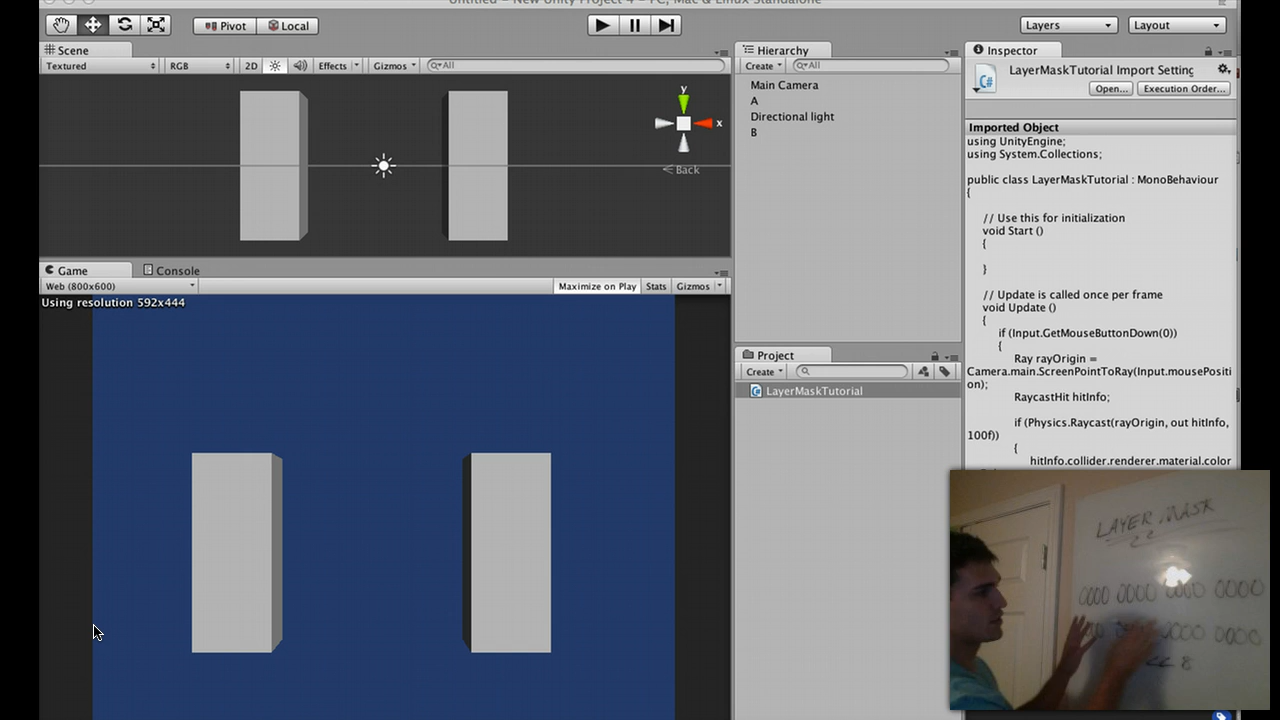 Untitled - New Unity Project 4 - PC, Mac & Linux Standalone
Pivot Local Layers Layout
Scene
Textured RGB 2D Effects Gizmos All
y
x
Back
Game Console
Web (800x600) Maximize on Play Stats Gizmos
Using resolution 592x444
Hierarchy
Create All
Main Camera
A
Directional light
B
Project
Create
LayerMaskTutorial
Inspector
C#
LayerMaskTutorial Import Setting
Open... Execution Order...
Imported Object
using UnityEngine;
using System.Collections;
public class LayerMaskTutorial : MonoBehaviour
{
// Use this for initialization
void Start ()
{
}
// Update is called once per frame
void Update ()
{
if (Input.GetMouseButtonDown(0))
{
Ray rayOrigin =
Camera.main.ScreenPointToRay(Input.mousePositi
on);
RaycastHit hitInfo;
if (Physics.Raycast(rayOrigin, out hitInfo,
100f))
{
hitInfo.collider.renderer.material.color
LAYER MASK
<<
0000 0000 0000 0000
0000 0000
<< 8